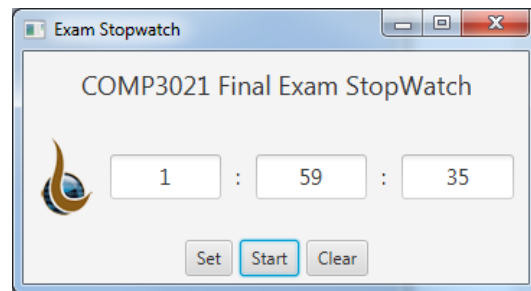 Exam Stopwatch
COMP3021 Final Exam StopWatch
1 : 59 : 35
Set Start Clear